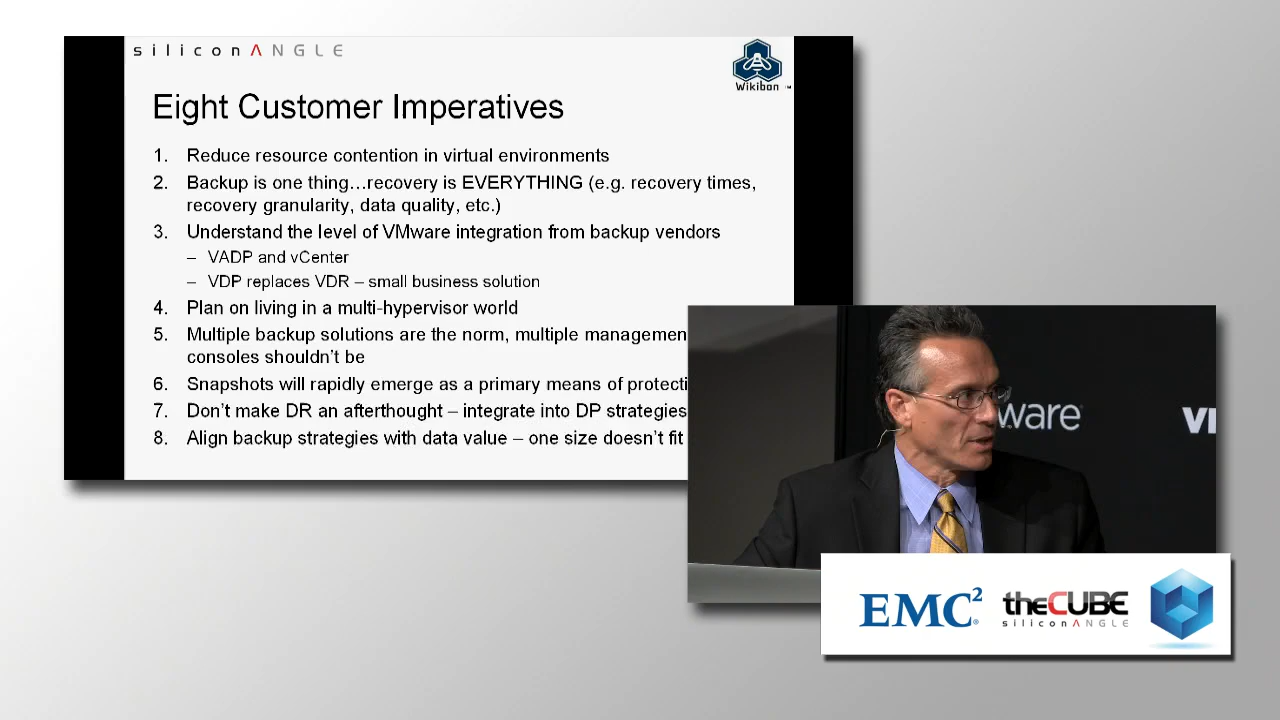 siliconANGLE
Wikibon ™
Eight Customer Imperatives
1. Reduce resource contention in virtual environments
2. Backup is one thing…recovery is EVERYTHING (e.g. recovery times,
recovery granularity, data quality, etc.)
3. Understand the level of VMware integration from backup vendors
– VADP and vCenter
– VDP replaces VDR – small business solution
4. Plan on living in a multi-hypervisor world
5. Multiple backup solutions are the norm, multiple managemen
consoles shouldn't be
6. Snapshots will rapidly emerge as a primary means of protecti
7. Don't make DR an afterthought – integrate into DP strategies
8. Align backup strategies with data value – one size doesn't fit
ware
EMC²
theCUBE
siliconANGLE